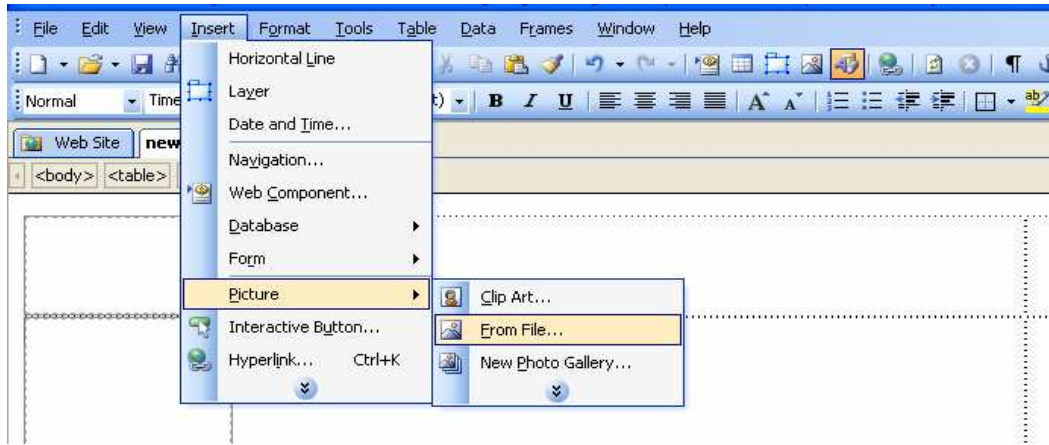 File Edit View Insert Format Tools Table Data Frames Window Help
Normal Time t) B I U A A ab
Web Site new
<body> <table>
Horizontal Line
Layer
Date and Time...
Navigation...
Web Component...
Database
Form
Picture
Interactive Button...
Hyperlink... Ctrl+K
Clip Art...
From File...
New Photo Gallery...